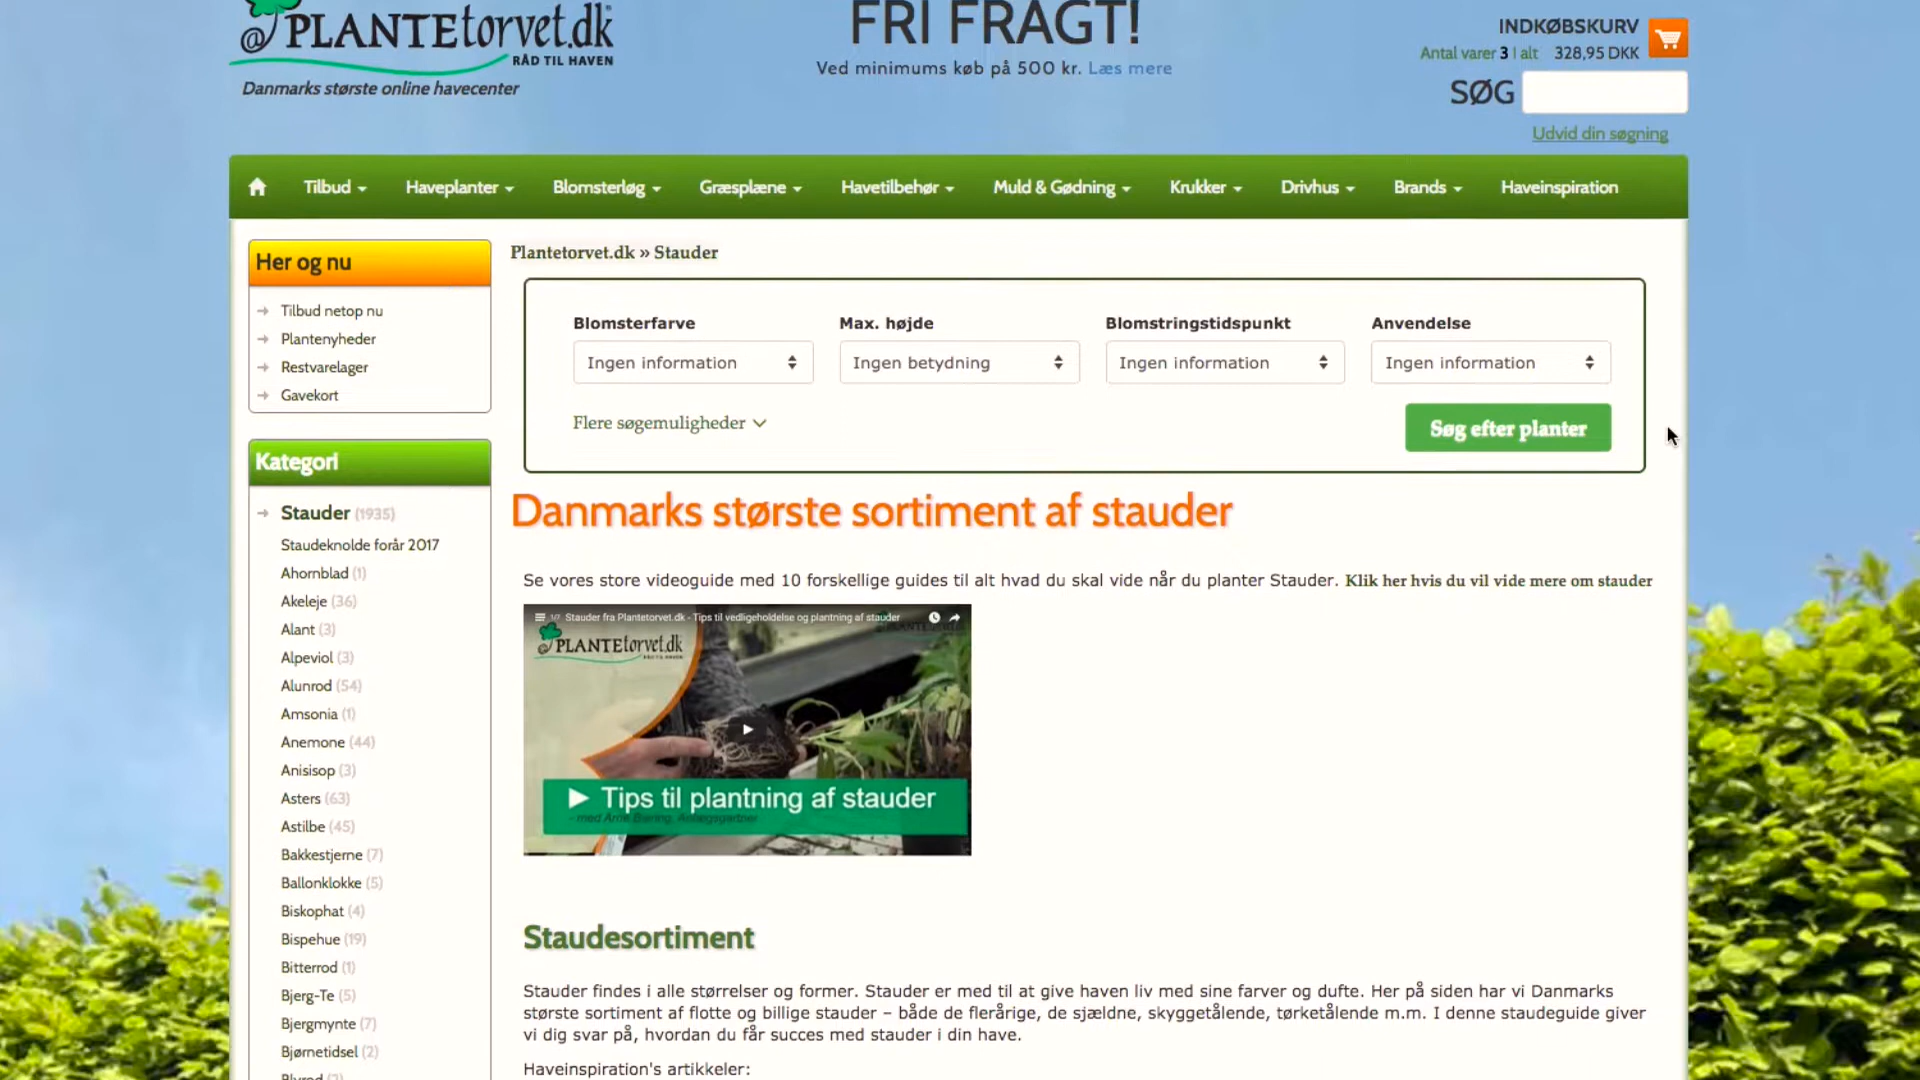 @PLANTEtorvet.dk
RÅD TIL HAVEN
Danmarks største online havecenter
FRI FRAGT!
Ved minimums køb på 500 kr. Læs mere
INDKØBSKURV
Antal varer 3 I alt 328,95 DKK
SØG
Udvid din søgning
Tilbud Haveplanter Blomsterløg Græsplæne Havetilbehør Muld & Gødning Krukker Drivhus Brands Haveinspiration
Her og nu
Tilbud netop nu
Plantenyheder
Restvarelager
Gavekort
Kategori
Stauder (1935)
Staudeknolde forår 2017
Ahornblad (1)
Akeleje (36)
Alant (3)
Alpeviol (3)
Alunrod (54)
Amsonia (1)
Anemone (44)
Anisisop (3)
Asters (63)
Astilbe (45)
Bakkestjerne (7)
Ballonklokke (5)
Biskophat (4)
Bispehue (19)
Bitterrod (1)
Bjerg-Te (5)
Bjergmynte (7)
Bjørnetidsel (2)
Plantetorvet.dk » Stauder
Blomsterfarve Max. højde Blomstringstidspunkt Anvendelse
Ingen information Ingen betydning Ingen information Ingen information
Flere søgemuligheder
Søg efter planter
Danmarks største sortiment af stauder
Se vores store videoguide med 10 forskellige guides til alt hvad du skal vide når du planter Stauder. Klik her hvis du vil vide mere om stauder
1/7 Stauder fra Plantetorvet.dk - Tips til vedligeholdelse og plantning af stauder
@PLANTEtorvet.dk
Tips til plantning af stauder
- med Arne Børing, Anlægsgartner
Staudesortiment
Stauder findes i alle størrelser og former. Stauder er med til at give haven liv med sine farver og dufte. Her på siden har vi Danmarks
største sortiment af flotte og billige stauder – både de flerårige, de sjældne, skyggetålende, tørketålende m.m. I denne staudeguide giver
vi dig svar på, hvordan du får succes med stauder i din have.
Haveinspiration's artikkeler: